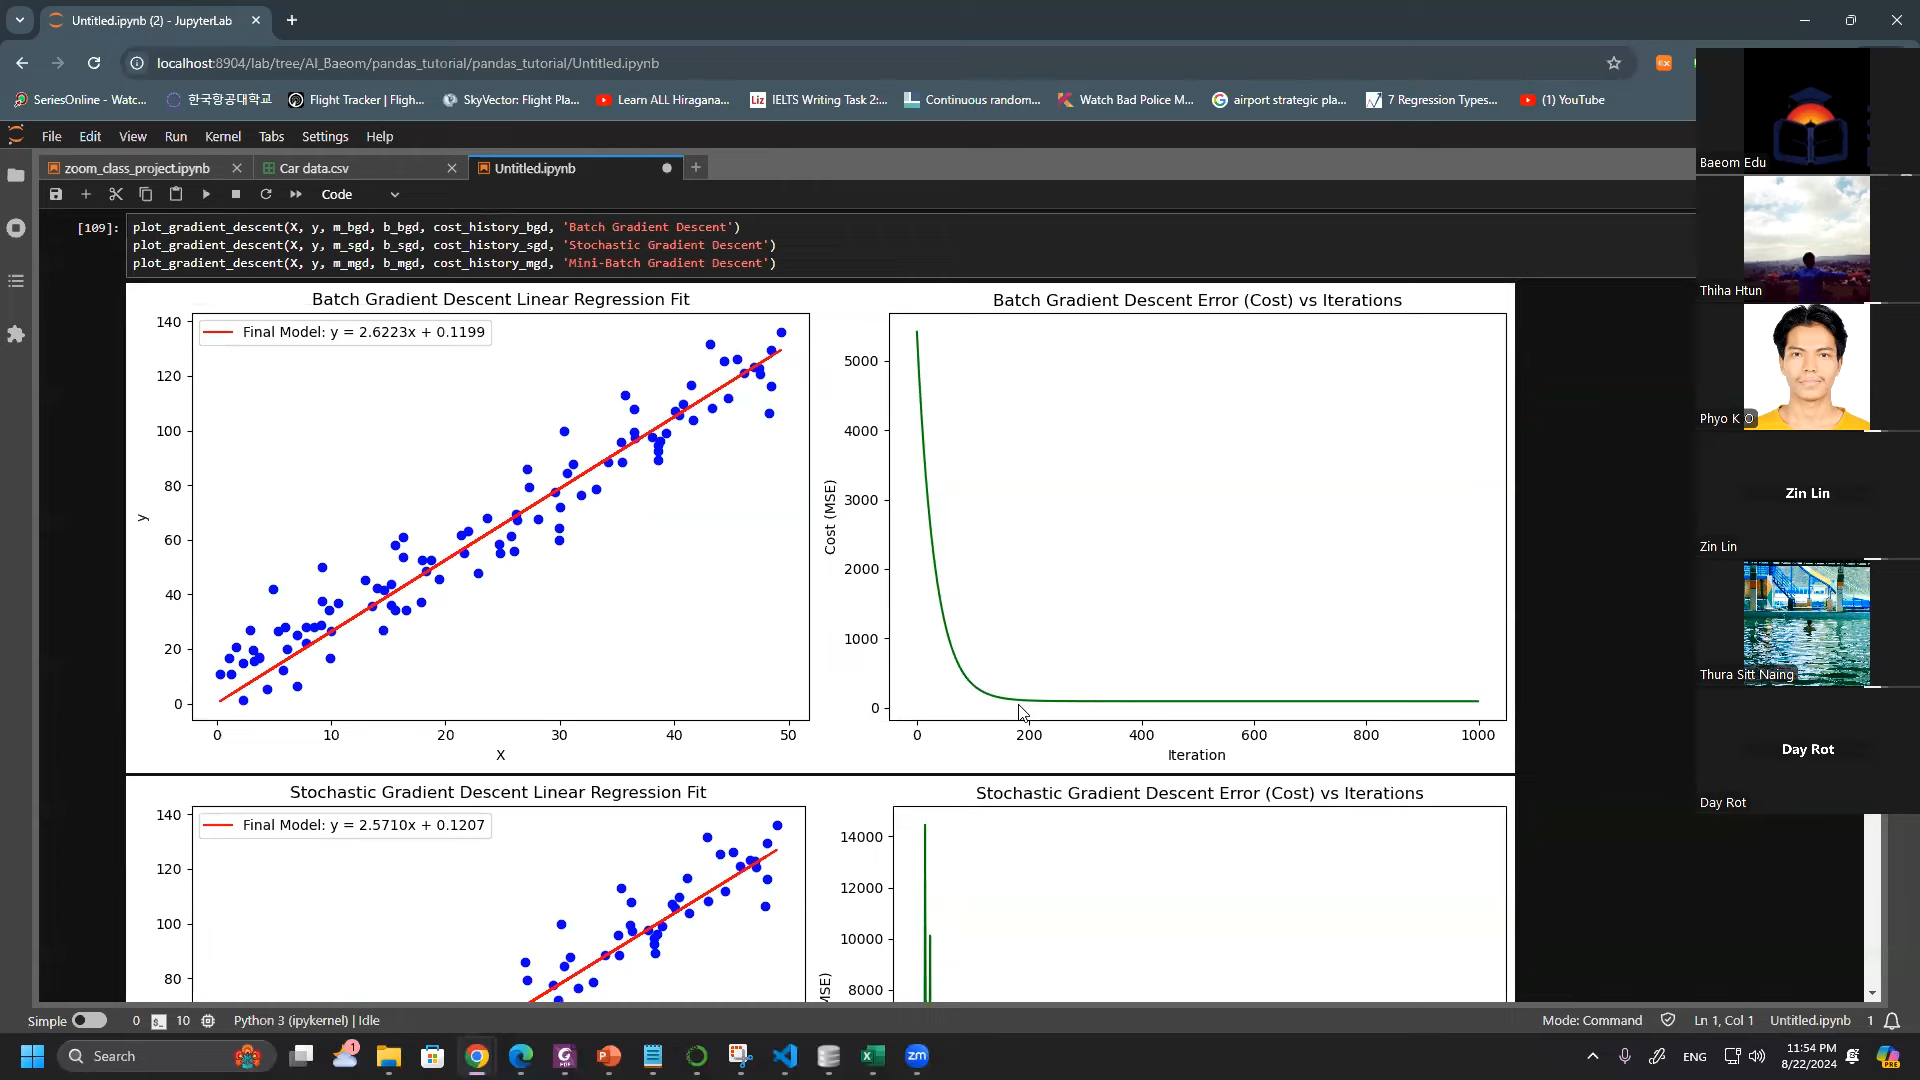 Untitled.ipynb (2) - JupyterLab
localhost:8904/lab/tree/AI_Baeom/pandas_tutorial/pandas_tutorial/Untitled.ipynb
SeriesOnline - Watc...
한국항공대학교
Flight Tracker | Fligh...
SkyVector: Flight Pla...
Learn ALL Hiragana...
Liz
IELTS Writing Task 2:...
Continuous random...
Watch Bad Police M...
airport strategic pla...
7 Regression Types...
(1) YouTube
File Edit View Run Kernel Tabs Settings Help
zoom_class_project.ipynb
Car data.csv
Untitled.ipynb
Code
[109]:
plot_gradient_descent(X, y, m_bgd, b_bgd, cost_history_bgd, 'Batch Gradient Descent')
plot_gradient_descent(X, y, m_sgd, b_sgd, cost_history_sgd, 'Stochastic Gradient Descent')
plot_gradient_descent(X, y, m_mgd, b_mgd, cost_history_mgd, 'Mini-Batch Gradient Descent')
Batch Gradient Descent Linear Regression Fit
Final Model: y = 2.6223x + 0.1199
140
120
100
80
60
40
20
0
y
0 10 20 30 40 50
X
Batch Gradient Descent Error (Cost) vs Iterations
5000
4000
3000
2000
1000
0
Cost (MSE)
0 200 400 600 800 1000
Iteration
Stochastic Gradient Descent Linear Regression Fit
Final Model: y = 2.5710x + 0.1207
140
120
100
80
Stochastic Gradient Descent Error (Cost) vs Iterations
14000
12000
10000
8000
MSE)
Baeom Edu
Thiha Htun
Phyo K O
Zin Lin
Zin Lin
Thura Sitt Naing
Day Rot
Day Rot
Simple
0
10
Python 3 (ipykernel) | Idle
Mode: Command
Ln 1, Col 1
Untitled.ipynb
1
Search
1
zm
ENG
11:54 PM
8/22/2024
PRE